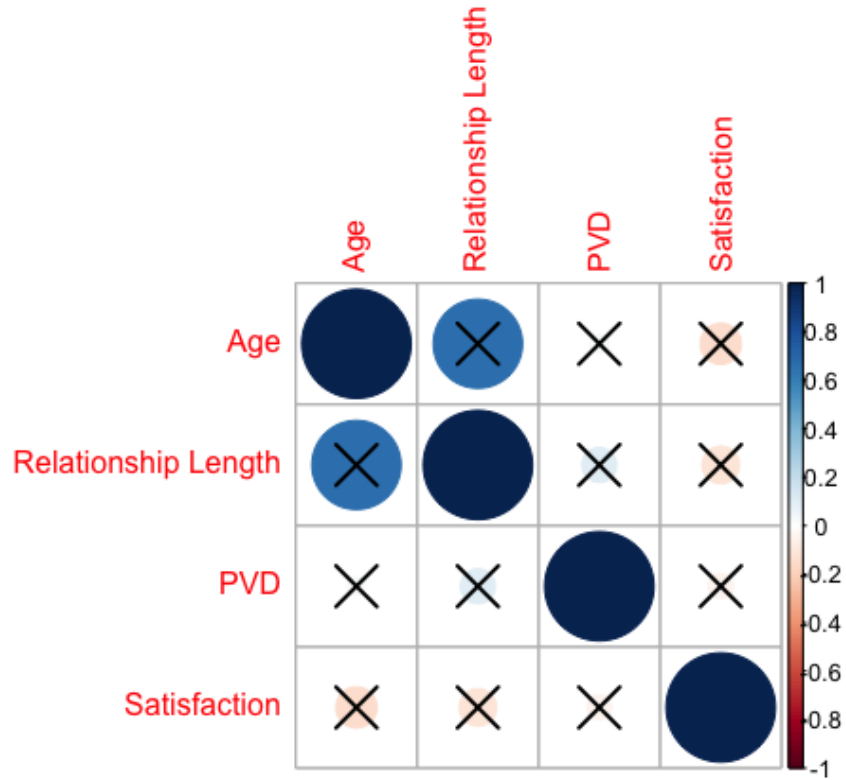 Age
Relationship Length
PVD
Satisfaction
Age
Relationship Length
PVD
Satisfaction
1
0.8
0.6
0.4
0.2
0
-0.2
-0.4
-0.6
-0.8
-1